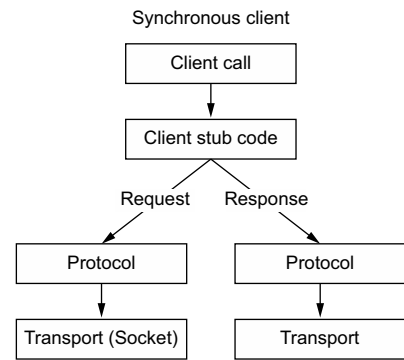 Synchronous client
Client call
Client stub code
Request
Response
Protocol
Protocol
Transport (Socket)
Transport